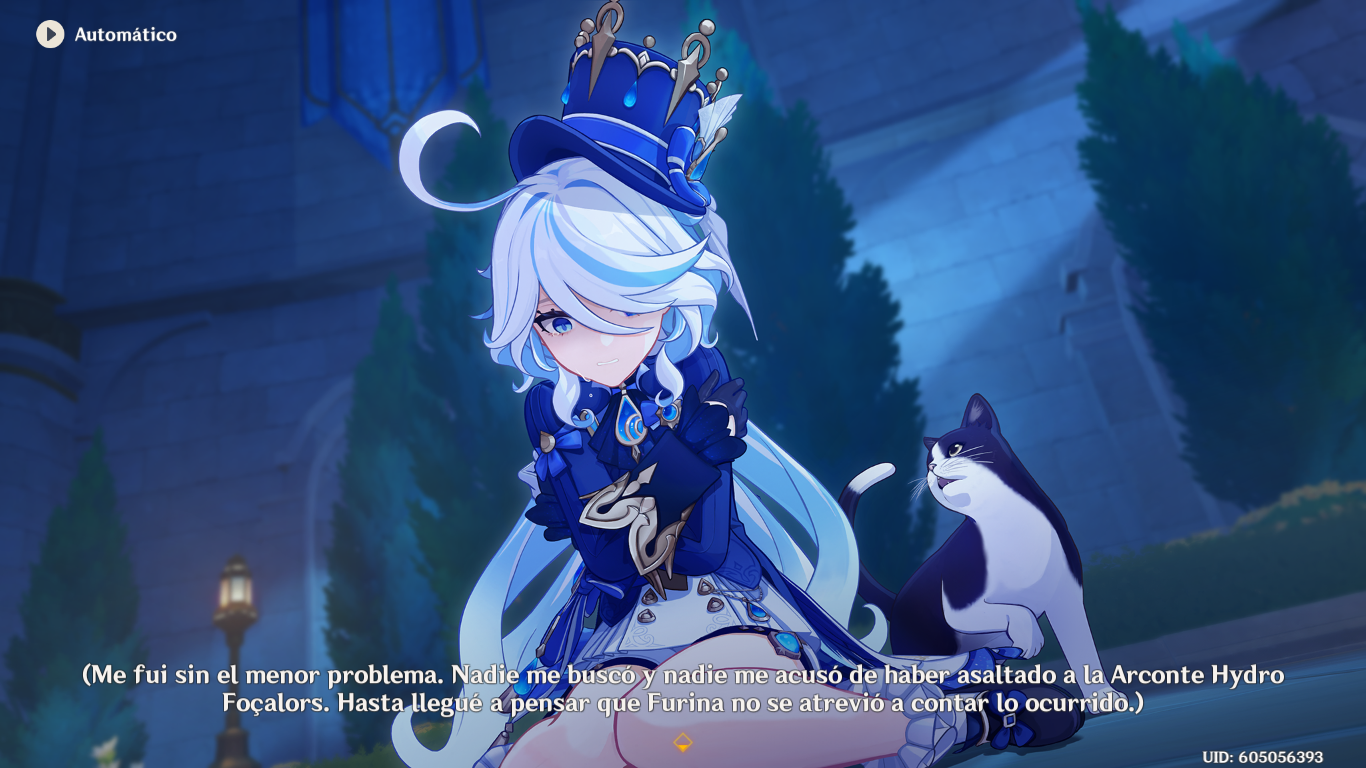 Automático
(Me fui sin el menor problema. Nadie me buscó y nadie me acusó de haber asaltado a la Arconte Hydro
Foçalors. Hasta llegué a pensar que Furina no se atrevió a contar lo ocurrido.)
UID: 605056393